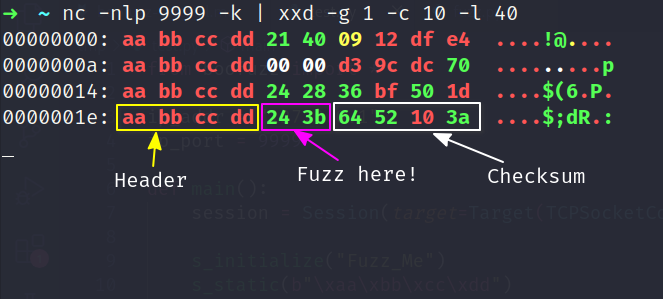 → ~ nc -nlp 9999 -k | xxd -g 1 -c 10 -l 40
00000000: aa bb cc dd 21 40 09 12 df e4 ....!@....
0000000a: aa bb cc dd 00 00 d3 9c dc 70 .........p
00000014: aa bb cc dd 24 28 36 bf 50 1d ....$(6.P.
0000001e: aa bb cc dd 24 3b 64 52 10 3a ....$;dR.:
_port = 999
Header
Fuzz here!
Checksum
main():
session = Session(target=Target(TCPSocketCo
s_initialize("Fuzz_Me")
s_static(b"\xaa\xbb\xcc\xdd")